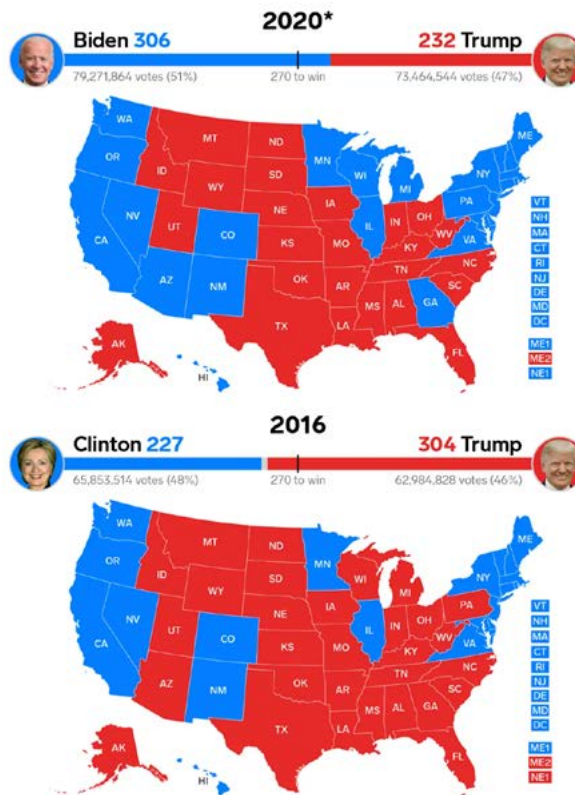 2020*
Biden 306
232 Trump
79,271,864 votes (51%)
270 to win
73,464,544 votes (47%)
WA
OR
CA
NV
ID
MT
WY
UT
AZ
CO
NM
ND
SD
NE
KS
OK
TX
MN
IA
MO
AR
LA
WI
IL
MI
IN
OH
KY
TN
MS
AL
GA
FL
SC
NC
VA
WV
PA
NY
ME
AK
HI
VT
NH
MA
CT
RI
NJ
DE
MD
DC
ME1
ME2
NE1
2016
Clinton 227
304 Trump
65,853,514 votes (48%)
270 to win
62,984,828 votes (46%)
WA
OR
CA
NV
ID
MT
WY
UT
AZ
CO
NM
ND
SD
NE
KS
OK
TX
MN
IA
MO
AR
LA
WI
IL
MI
IN
OH
KY
TN
MS
AL
GA
FL
SC
NC
VA
WV
PA
NY
ME
AK
HI
VT
NH
MA
CT
RI
NJ
DE
MD
DC
ME1
ME2
NE1